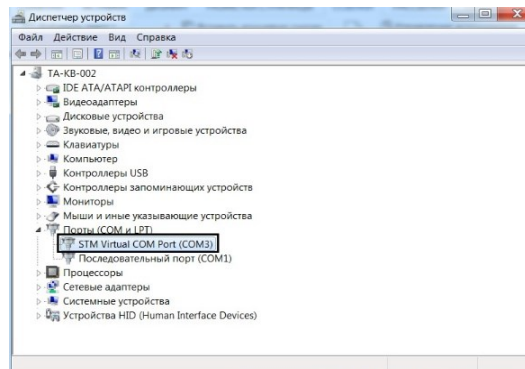 Диспетчер устройств
Файл Действие Вид Справка
TA-KB-002
IDE ATA/ATAPI контроллеры
Видеоадаптеры
Дисковые устройства
Звуковые, видео и игровые устройства
Клавиатуры
Компьютер
Контроллеры USB
Контроллеры запоминающих устройств
Мониторы
Мыши и иные указывающие устройства
Порты (COM и LPT)
STM Virtual COM Port (COM3)
Последовательный порт (COM1)
Процессоры
Сетевые адаптеры
Системные устройства
Устройства HID (Human Interface Devices)